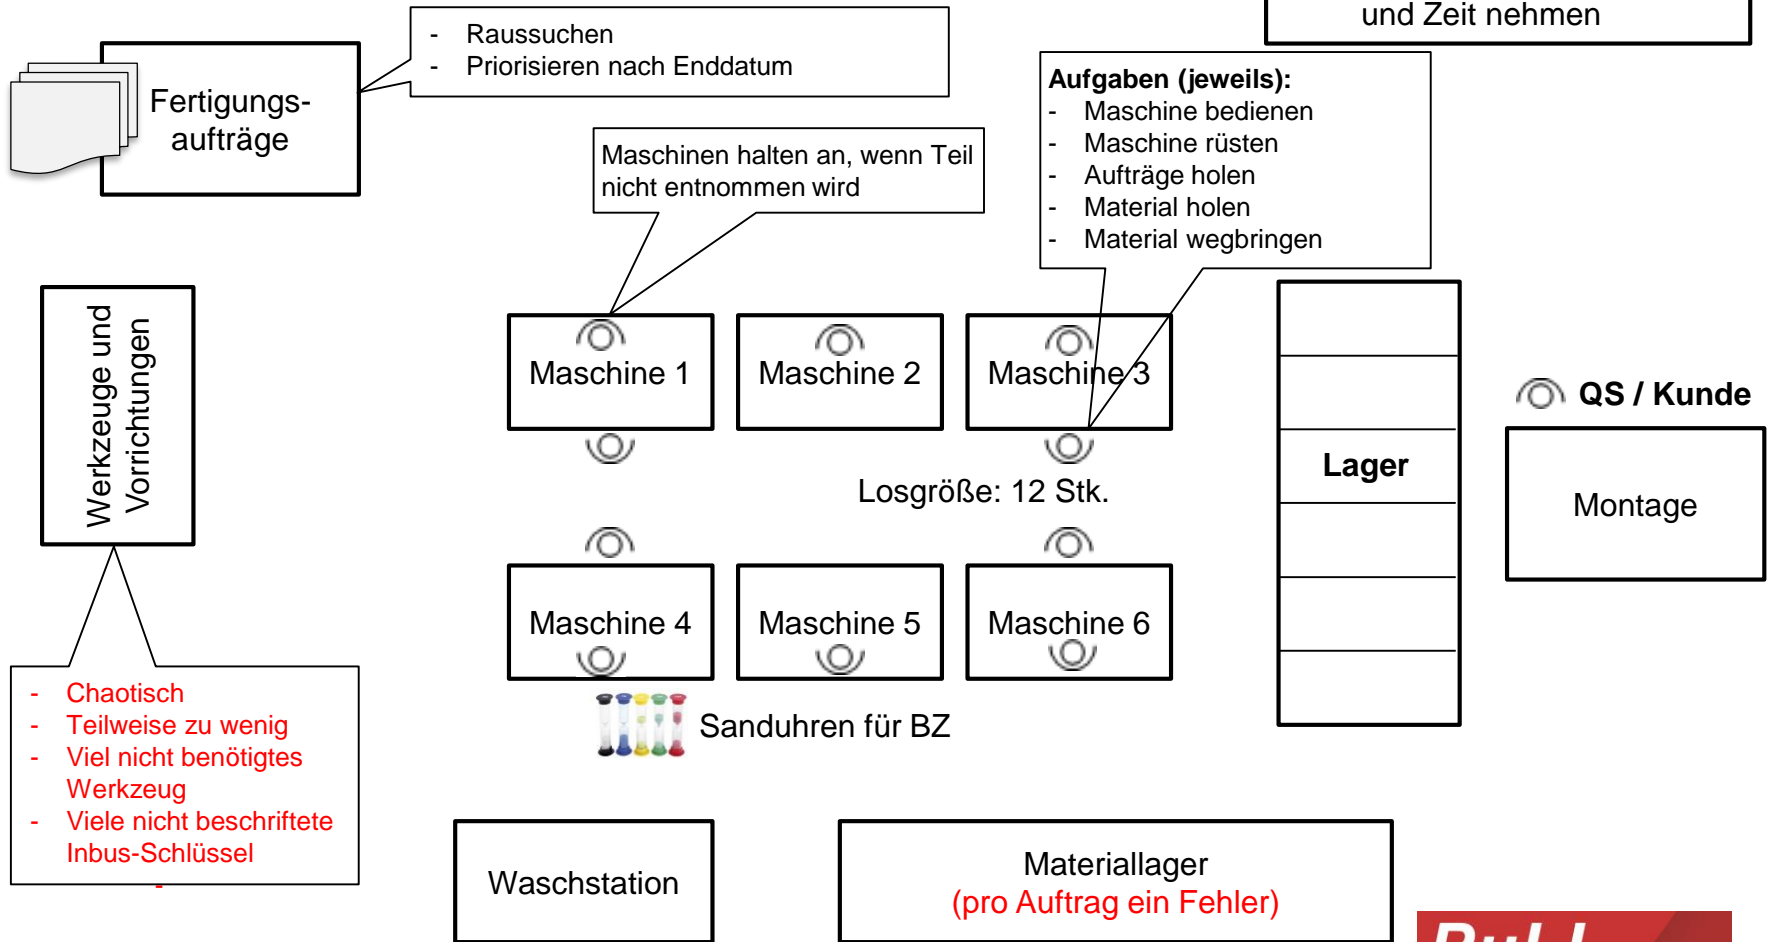 und Zeit nehmen
- Raussuchen
- Priorisieren nach Enddatum
Fertigungs-
aufträge
Aufgaben (jeweils):
- Maschine bedienen
- Maschine rüsten
- Aufträge holen
- Material holen
- Material wegbringen
Maschinen halten an, wenn Teil
nicht entnommen wird
Werkzeuge und
Vorrichtungen
Maschine 1
Maschine 2
Maschine 3
QS / Kunde
Lager
Losgröße: 12 Stk.
Montage
Maschine 4
Maschine 5
Maschine 6
- Chaotisch
- Teilweise zu wenig
- Viel nicht benötigtes
Werkzeug
- Viele nicht beschriftete
Inbus-Schlüssel
-
Sanduhren für BZ
Waschstation
Materiallager
(pro Auftrag ein Fehler)